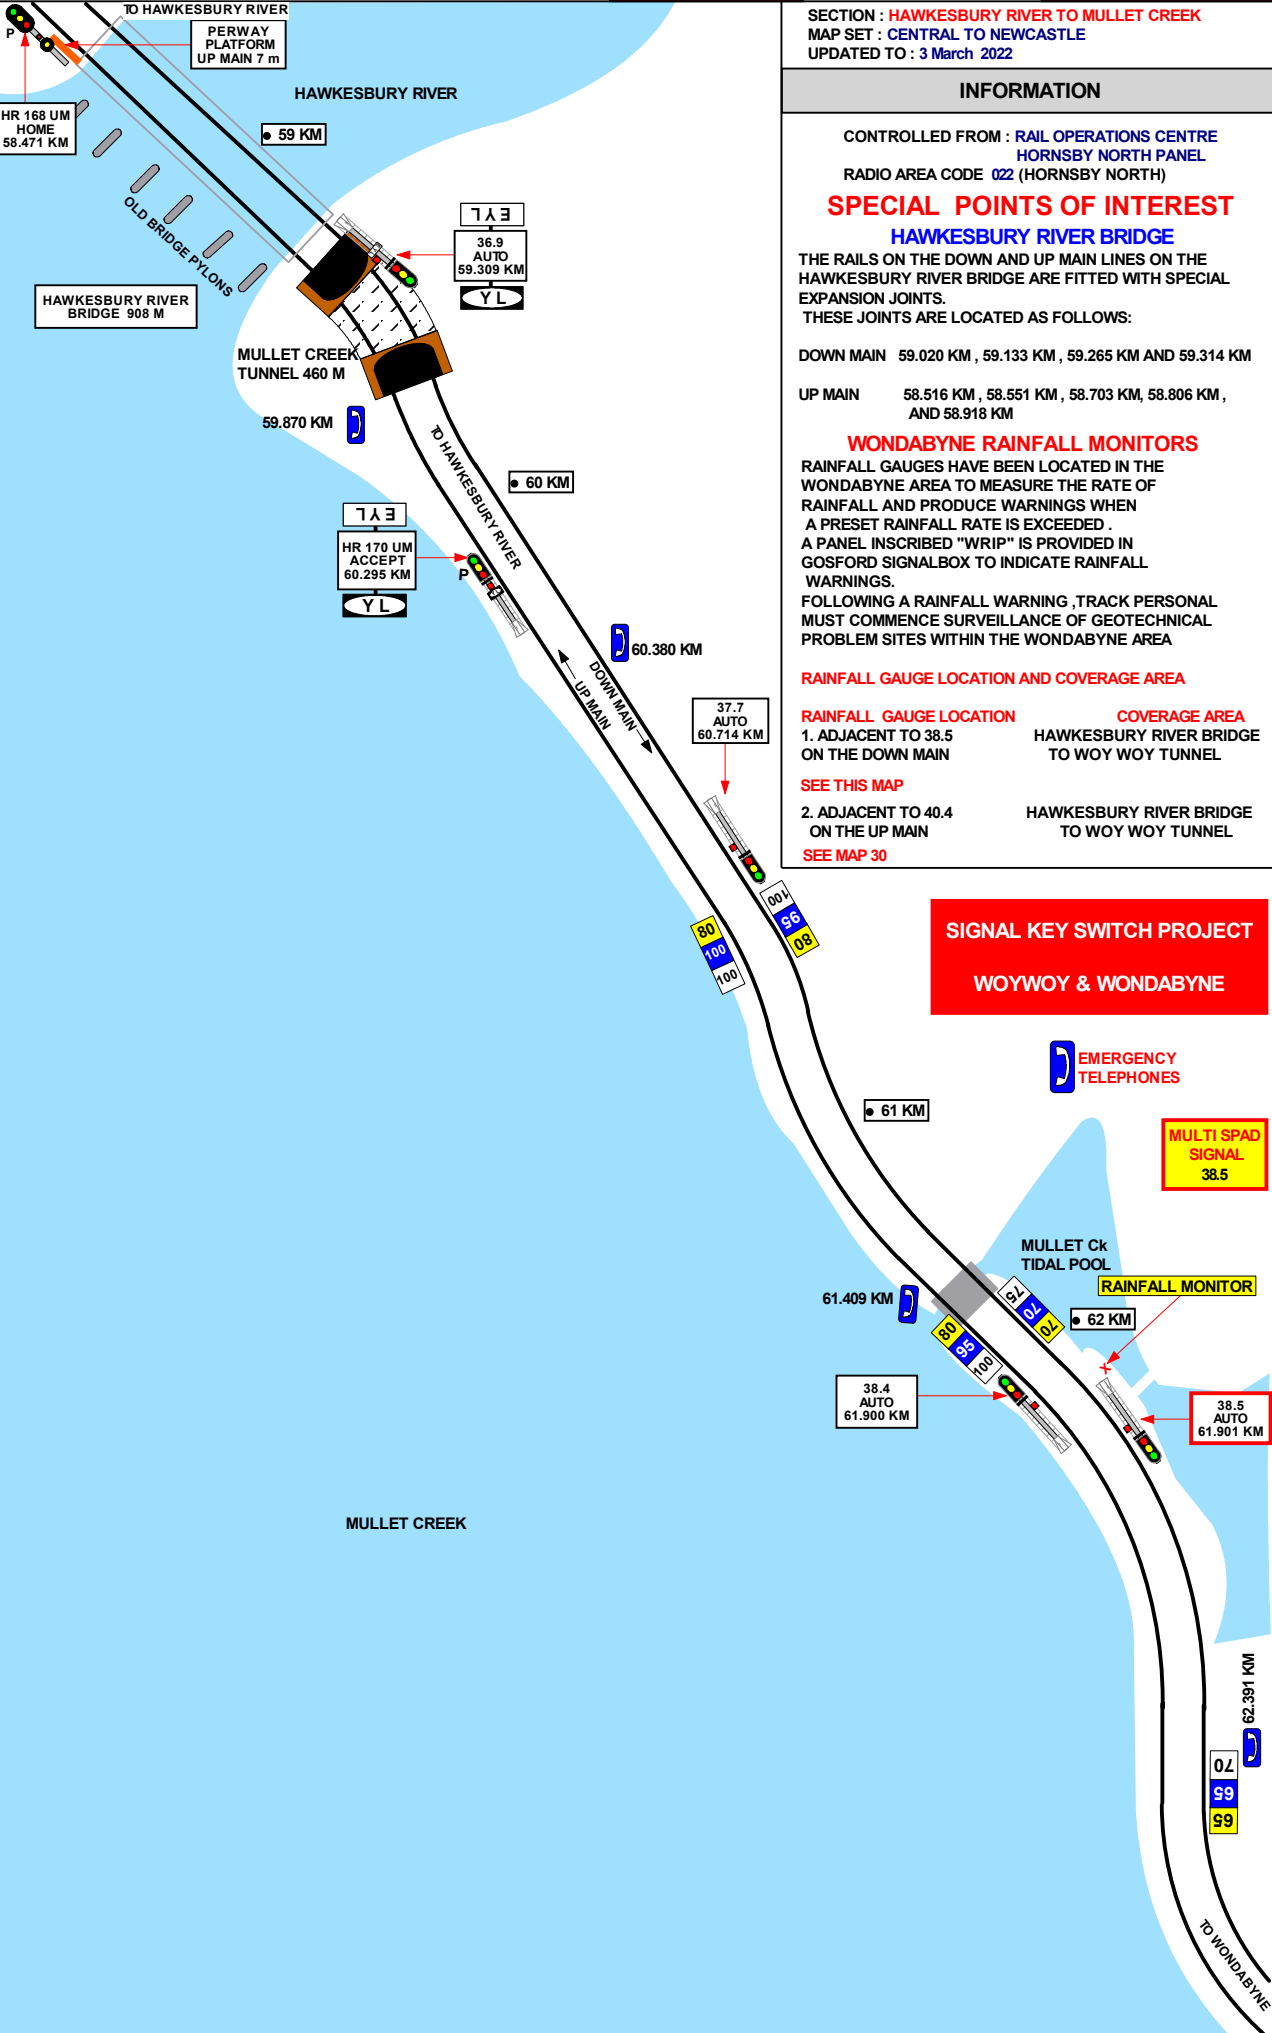 TO HAWKESBURY RIVER
PERWAY
PLATFORM
UP MAIN 7 m
P
HR 168 UM
HOME
58.471 KM
HAWKESBURY RIVER
59 KM
OLD BRIDGE PYLONS
HAWKESBURY RIVER
BRIDGE 908 M
EYL
36.9
AUTO
59.309 KM
YL
MULLET CREEK
TUNNEL 460 M
59.870 KM
TO HAWKESBURY RIVER
60 KM
EYL
HR 170 UM
ACCEPT
60.295 KM
YL
P
60.380 KM
UP MAIN
DOWN MAIN
37.7
AUTO
60.714 KM
100
95
80
80
100
100
61 KM
61.409 KM
MULLET Ck
TIDAL POOL
RAINFALL MONITOR
75
70
70
62 KM
80
95
100
x
38.4
AUTO
61.900 KM
38.5
AUTO
61.901 KM
MULLET CREEK
62.391 KM
70
65
65
TO WONDABYNE
SECTION : HAWKESBURY RIVER TO MULLET CREEK
MAP SET : CENTRAL TO NEWCASTLE
UPDATED TO : 3 March 2022
INFORMATION
CONTROLLED FROM : RAIL OPERATIONS CENTRE
HORNSBY NORTH PANEL
RADIO AREA CODE 022 (HORNSBY NORTH)
SPECIAL POINTS OF INTEREST
HAWKESBURY RIVER BRIDGE
THE RAILS ON THE DOWN AND UP MAIN LINES ON THE
HAWKESBURY RIVER BRIDGE ARE FITTED WITH SPECIAL
EXPANSION JOINTS.
THESE JOINTS ARE LOCATED AS FOLLOWS:
DOWN MAIN 59.020 KM , 59.133 KM , 59.265 KM AND 59.314 KM
UP MAIN 58.516 KM , 58.551 KM , 58.703 KM, 58.806 KM ,
AND 58.918 KM
WONDABYNE RAINFALL MONITORS
RAINFALL GAUGES HAVE BEEN LOCATED IN THE
WONDABYNE AREA TO MEASURE THE RATE OF
RAINFALL AND PRODUCE WARNINGS WHEN
A PRESET RAINFALL RATE IS EXCEEDED .
A PANEL INSCRIBED "WRIP" IS PROVIDED IN
GOSFORD SIGNALBOX TO INDICATE RAINFALL
WARNINGS.
FOLLOWING A RAINFALL WARNING ,TRACK PERSONAL
MUST COMMENCE SURVEILLANCE OF GEOTECHNICAL
PROBLEM SITES WITHIN THE WONDABYNE AREA
RAINFALL GAUGE LOCATION AND COVERAGE AREA
RAINFALL GAUGE LOCATION COVERAGE AREA
1. ADJACENT TO 38.5 HAWKESBURY RIVER BRIDGE
ON THE DOWN MAIN TO WOY WOY TUNNEL
SEE THIS MAP
2. ADJACENT TO 40.4 HAWKESBURY RIVER BRIDGE
ON THE UP MAIN TO WOY WOY TUNNEL
SEE MAP 30
SIGNAL KEY SWITCH PROJECT
WOYWOY & WONDABYNE
EMERGENCY
TELEPHONES
MULTI SPAD
SIGNAL
38.5